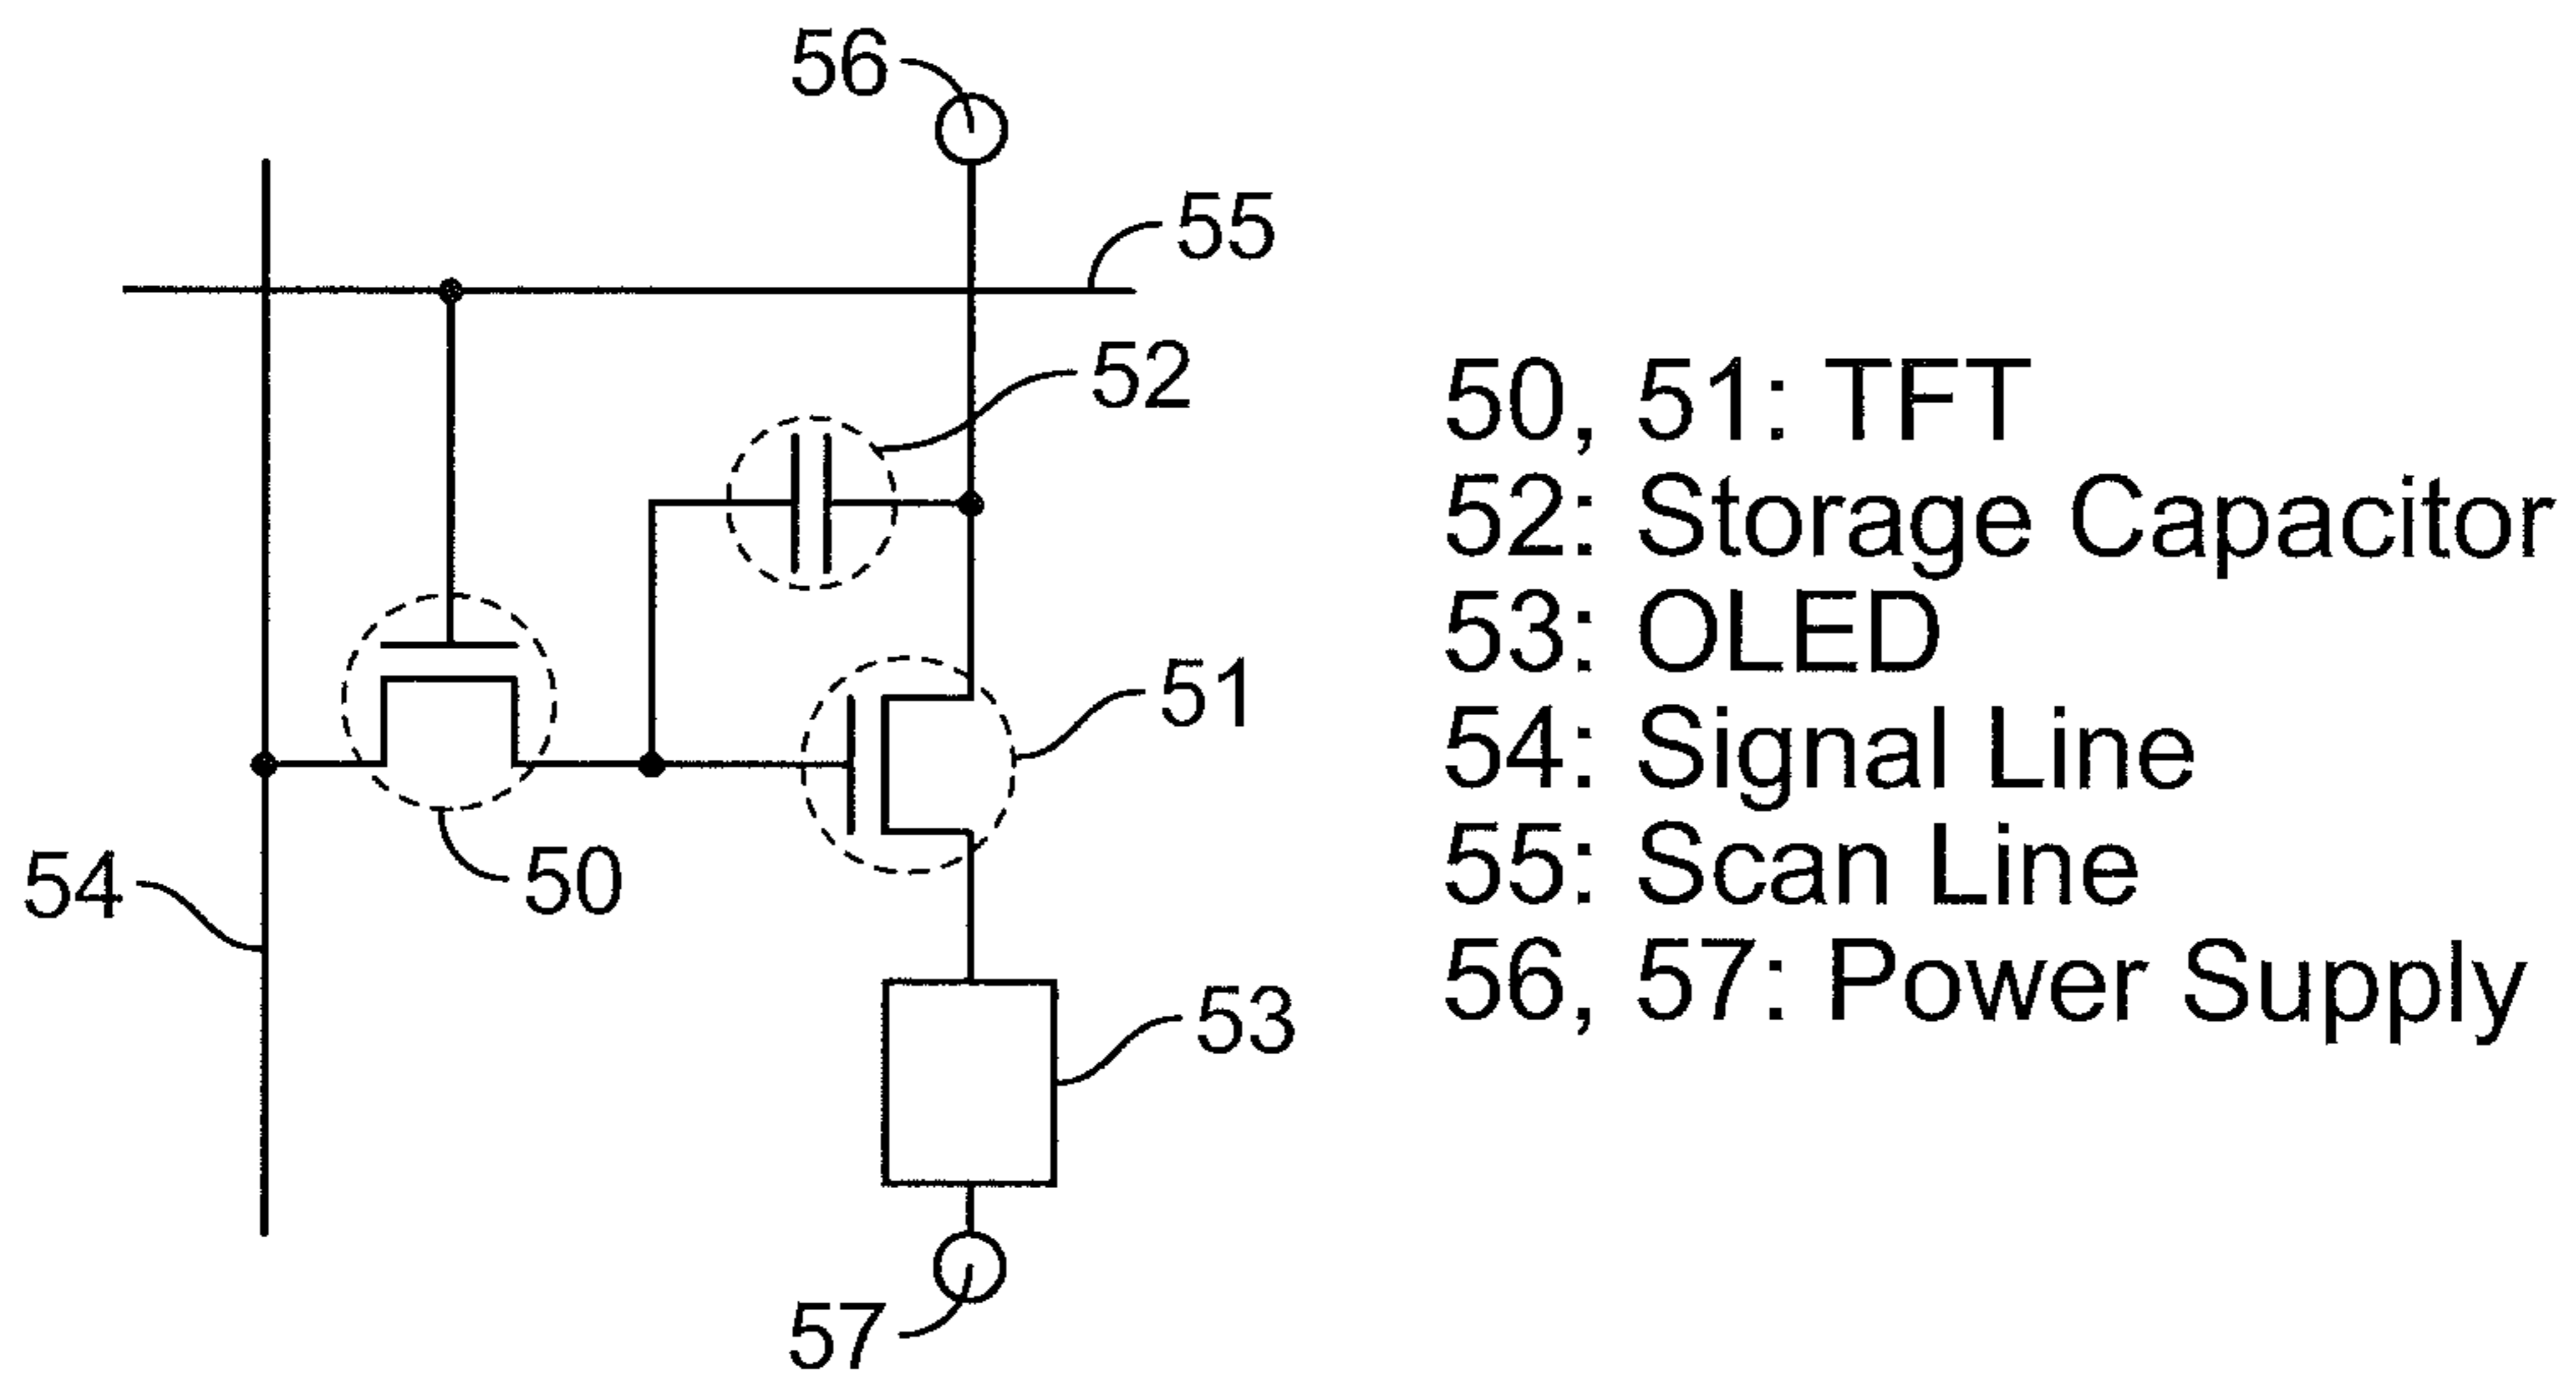 56
55
52
51
50
54
53
57
50, 51: TFT
52: Storage Capacitor
53: OLED
54: Signal Line
55: Scan Line
56, 57: Power Supply